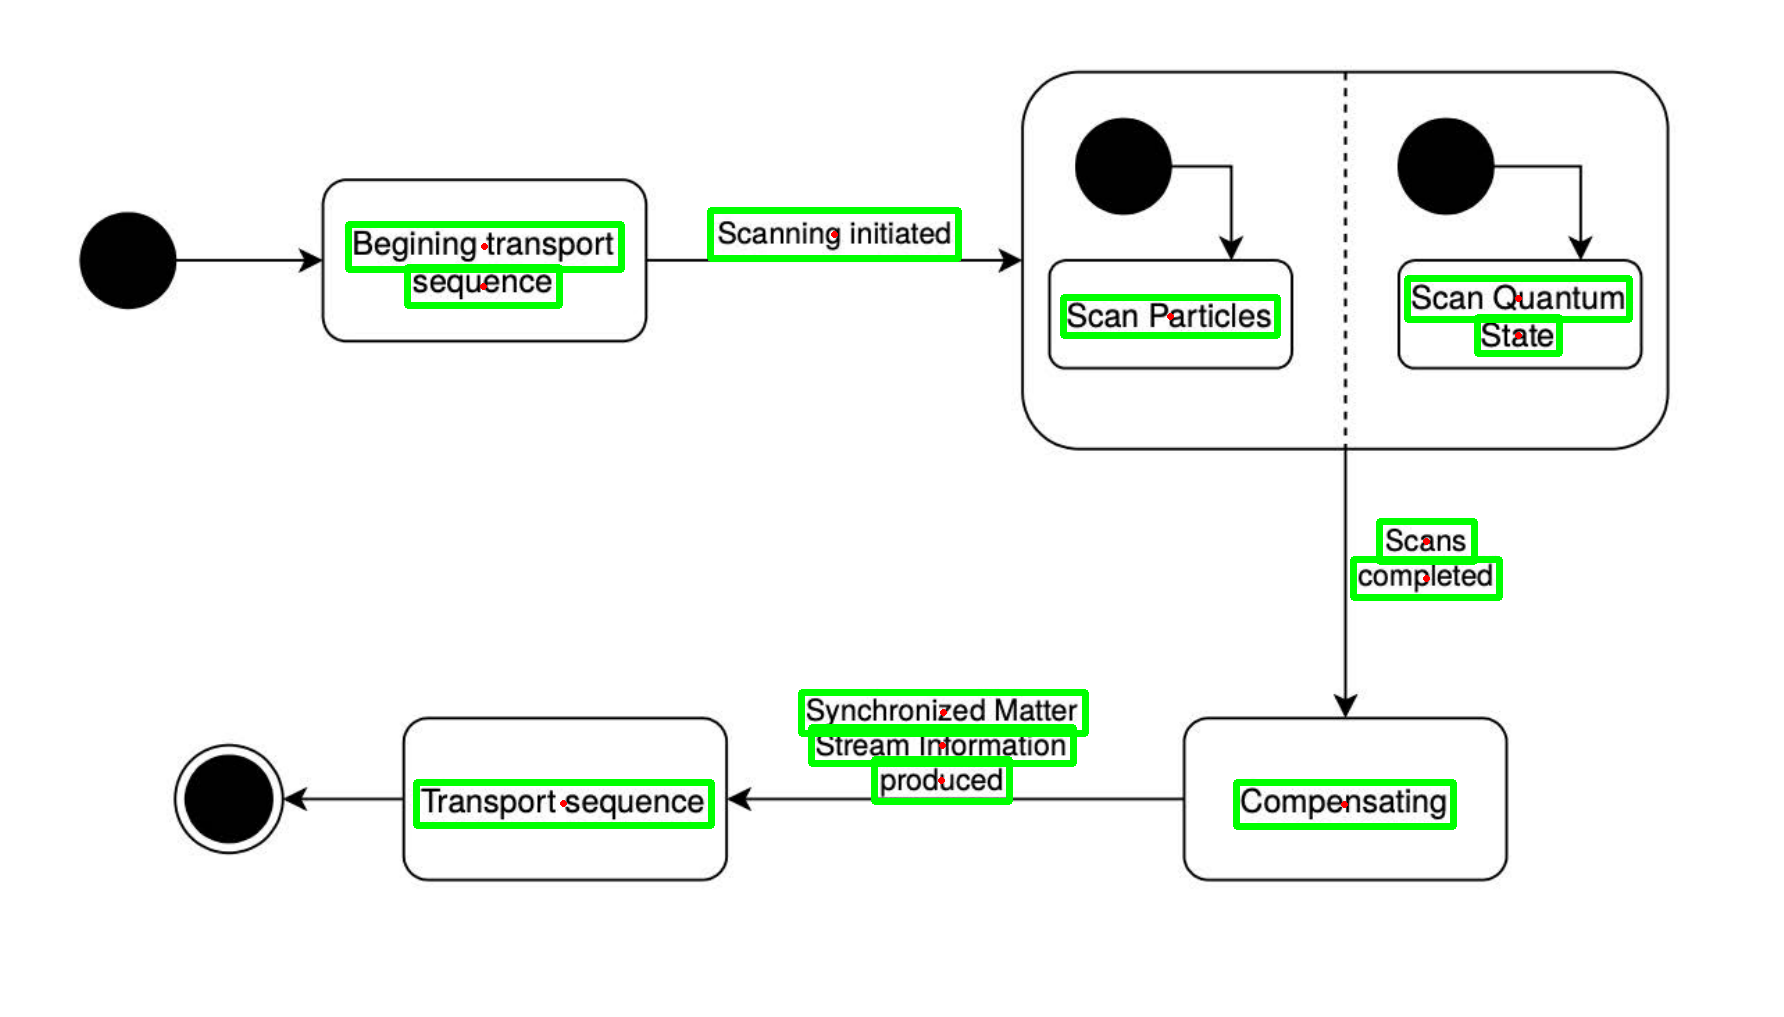 Begining transport
sequence
Scanning initiated
Scan Particles
Scan Quantum
State
Scans
completed
Synchronized Matter
Stream Information
produced
Transport sequence
Compensating